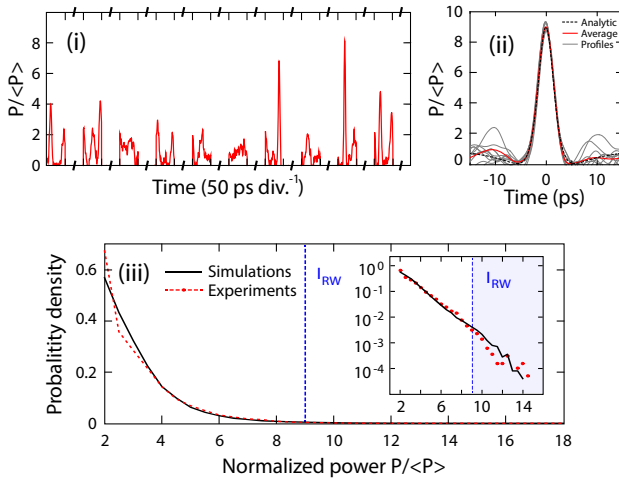 (i)
P/<P>
8
6
4
2
0
Time (50 ps div.⁻¹)
(ii)
Analytic
Average
Profiles
P/<P>
10
8
6
4
2
0
−10 0 10
Time (ps)
(iii)
Simulations
Experiments
I_RW
Probalitity density
0.6
0.4
0.2
0
2 4 6 8 10 12 14 16 18
Normalized power P/<P>
I_RW
10⁰
10⁻¹
10⁻²
10⁻³
10⁻⁴
2 6 10 14